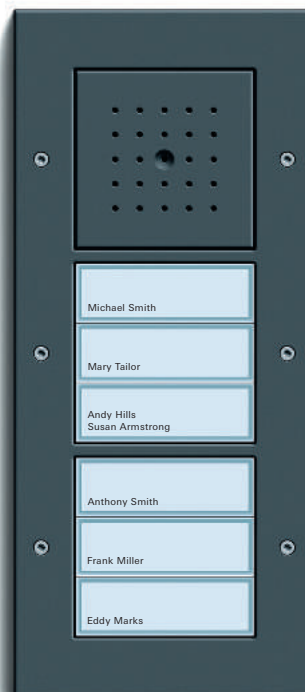 Michael Smith
Mary Tailor
Andy Hills
Susan Armstrong
Anthony Smith
Frank Miller
Eddy Marks